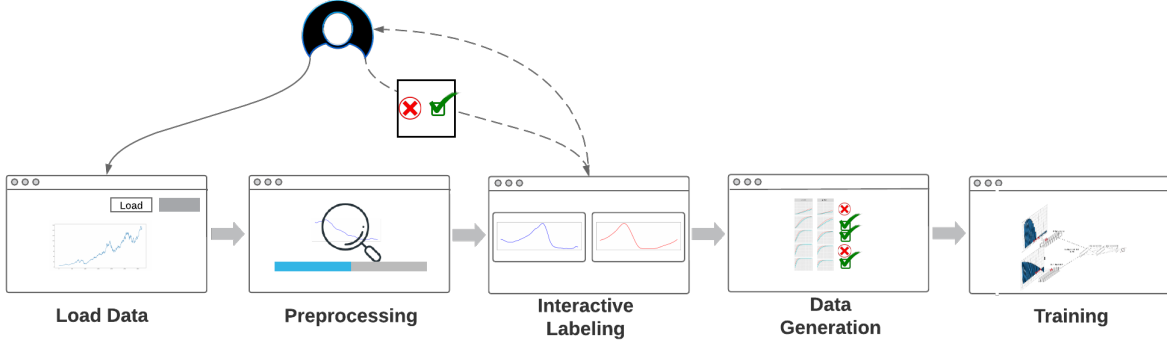 Load
Load Data
Preprocessing
Interactive
Labeling
Data
Generation
Training